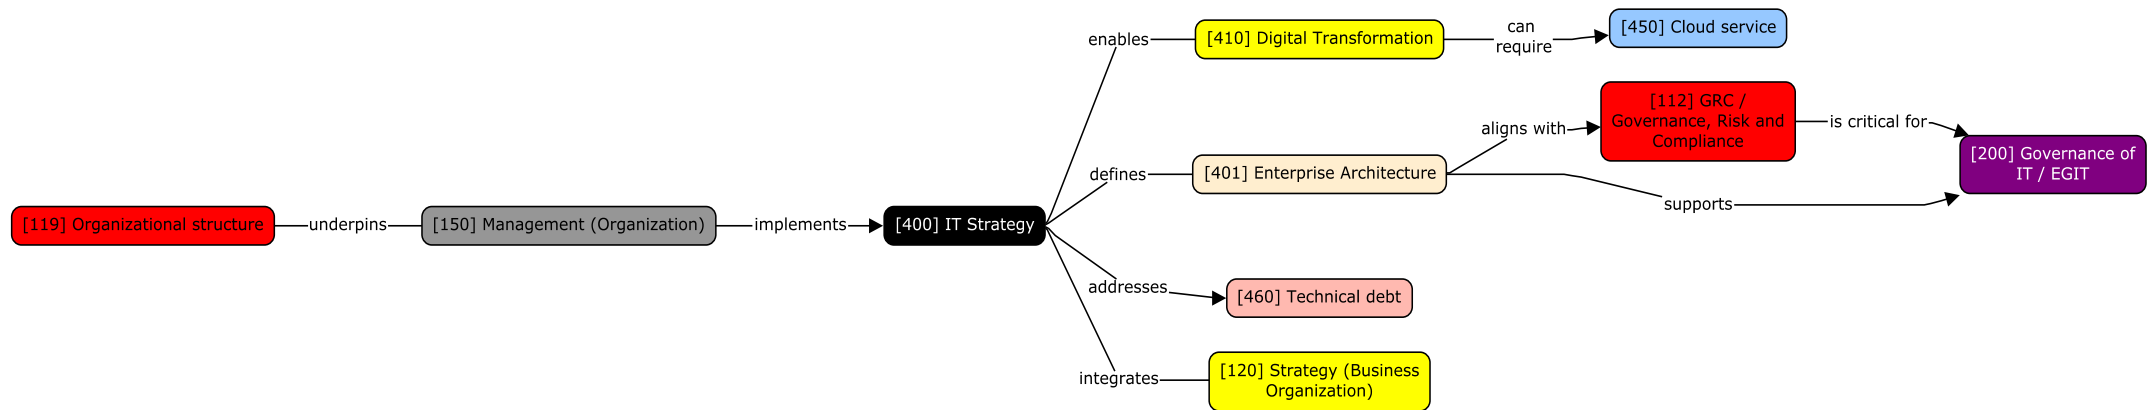 [119] Organizational structure
underpins
[150] Management (Organization)
implements
[400] IT Strategy
enables
[410] Digital Transformation
can
require
[450] Cloud service
defines
[401] Enterprise Architecture
aligns with
[112] GRC /
Governance, Risk and
Compliance
is critical for
[200] Governance of
IT / EGIT
supports
addresses
[460] Technical debt
integrates
[120] Strategy (Business
Organization)